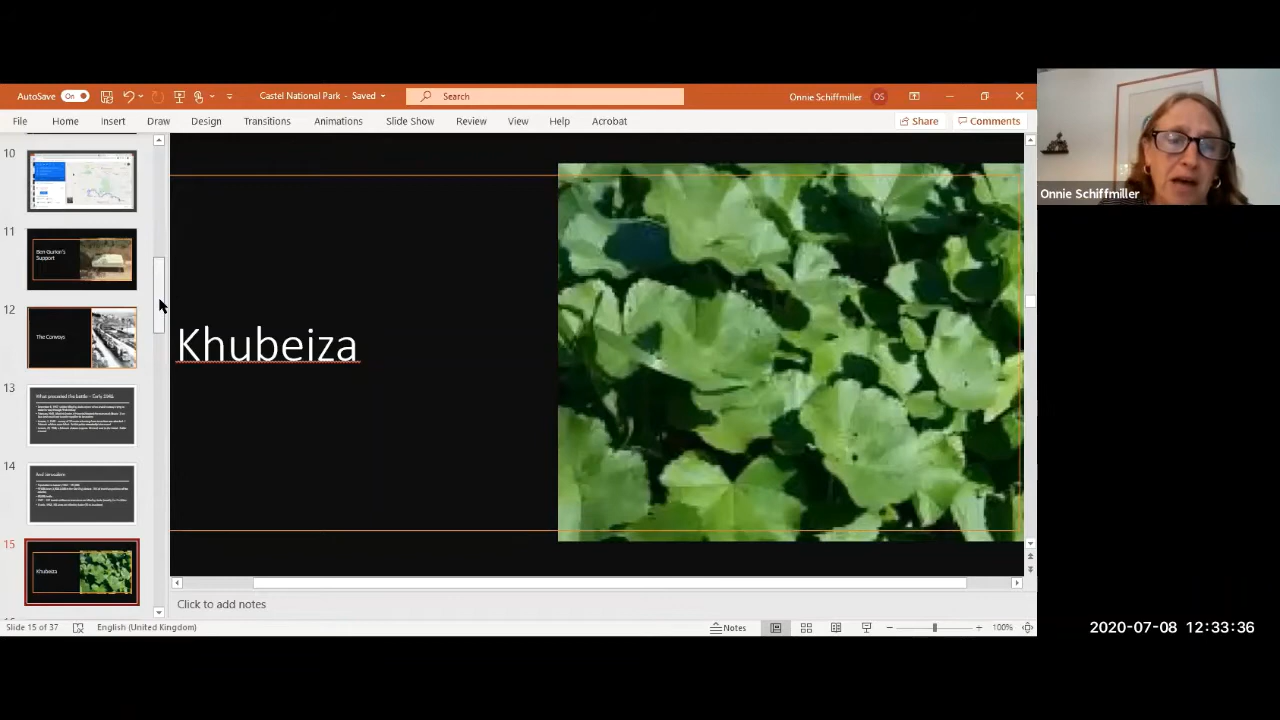 AutoSave On
Castel National Park - Saved
Search
Onnie Schiffmiller OS
File Home Insert Draw Design Transitions Animations Slide Show Review View Help Acrobat
Share Comments
10
11
Ben Gurion's
Support
12
The Convoys
13
14
And Jerusalem
15
Khubeiza
Khubeiza
Click to add notes
Slide 15 of 37 English (United Kingdom) Notes 100%
Onnie Schiffmiller
2020-07-08 12:33:36